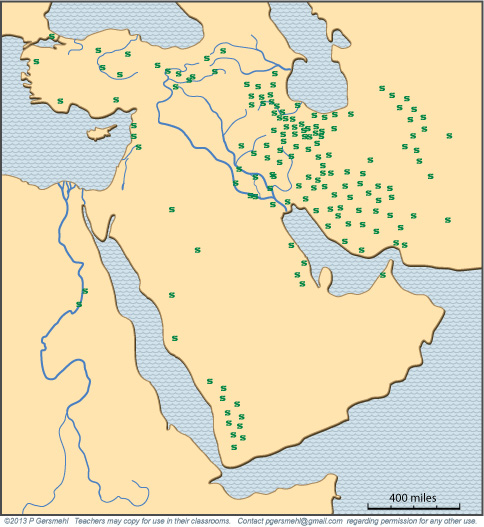 400 miles
©2013 P Gersmehl Teachers may copy for use in their classrooms. Contact pgersmehl@gmail.com regarding permission for any other use.